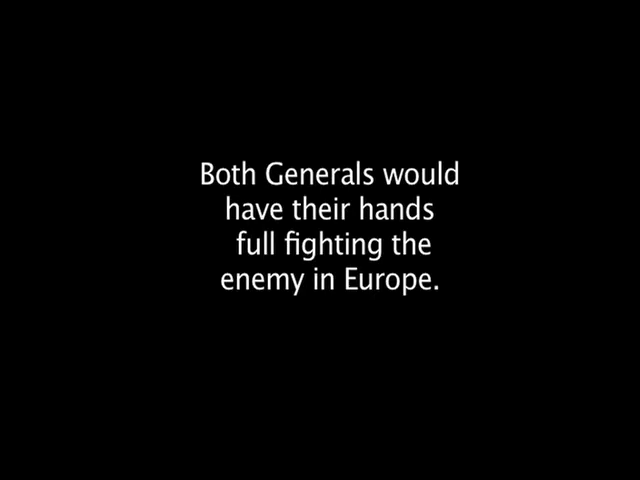 Both Generals would
have their hands
full fighting the
enemy in Europe.